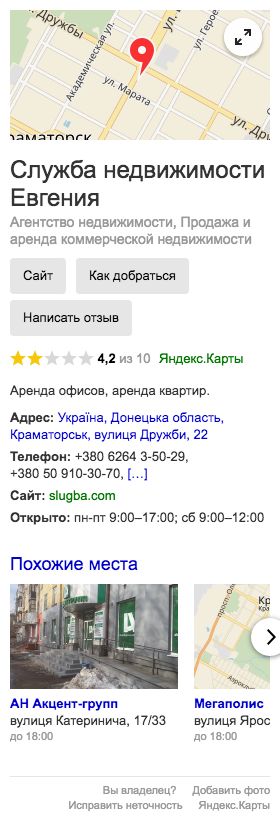 ул. Дружбы
Академическая ул.
ул. Марата
ул. Героев
ул. Др
раматорск
Служба недвижимости
Евгения
Агентство недвижимости, Продажа и
аренда коммерческой недвижимости
Сайт
Как добраться
Написать отзыв
4,2 из 10 Яндекс.Карты
Аренда офисов, аренда квартир.
Адрес: Україна, Донецька область,
Краматорськ, вулиця Дружби, 22
Телефон: +380 6264 3-50-29,
+380 50 910-30-70, [...]
Сайт: slugba.com
Открыто: пн-пт 9:00–17:00; сб 9:00–12:00
Похожие места
АН Акцент-групп
вулиця Катеринича, 17/33
до 18:00
Мегаполис
вулиця Ярос
до 18:00
Вы владелец? Добавить фото
Исправить неточность Яндекс.Карты